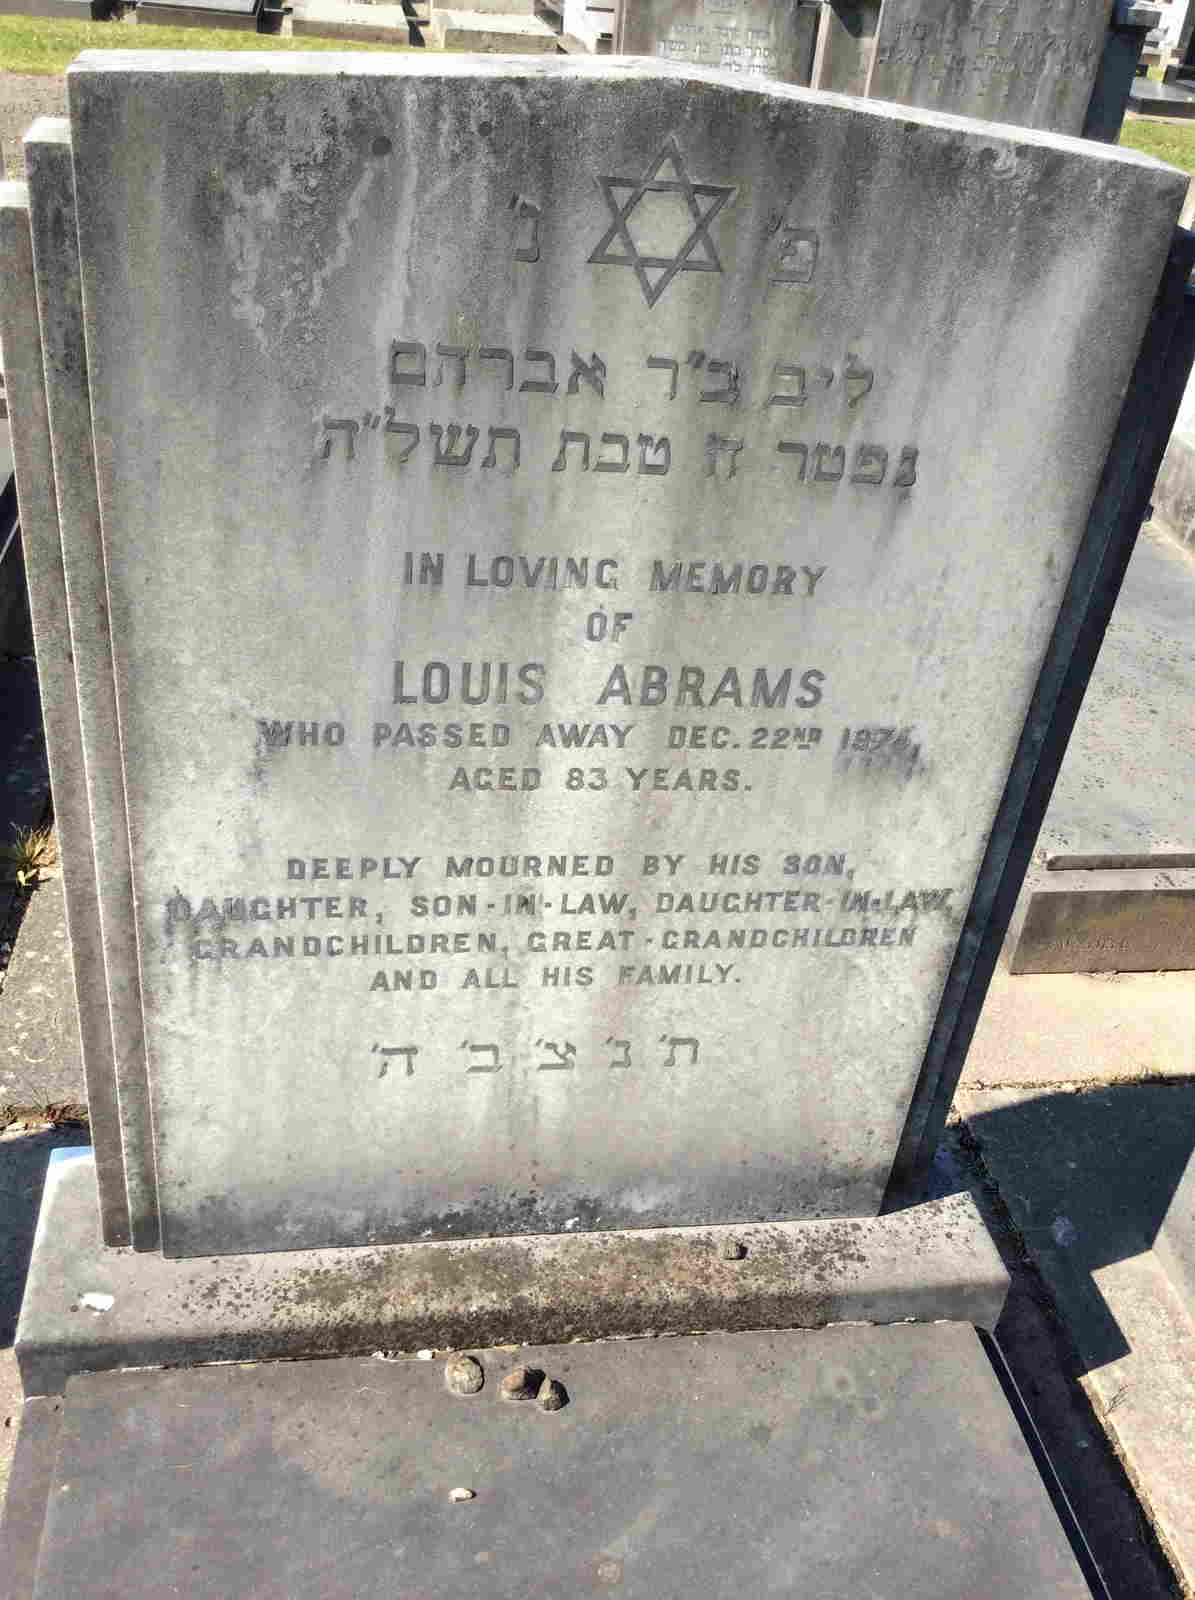 פ' נ'
ליב ב"ר אברהם
נפטר ח' טבת תשל"ה
IN LOVING MEMORY
OF
LOUIS ABRAMS
WHO PASSED AWAY DEC. 22ND 1974,
AGED 83 YEARS.
DEEPLY MOURNED BY HIS SON,
DAUGHTER, SON-IN-LAW, DAUGHTER-IN-LAW,
GRANDCHILDREN, GREAT-GRANDCHILDREN
AND ALL HIS FAMILY.
ת' נ' צ' ב' ה'